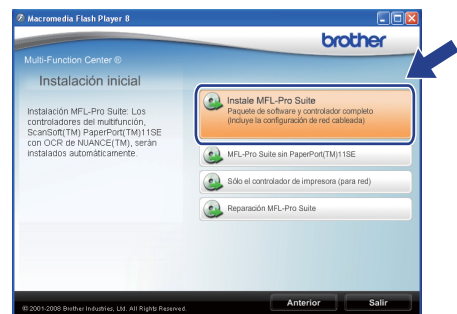 Macromedia Flash Player 8
brother
Multi-Function Center ®
Instalación inicial
Instalación MFL-Pro Suite: Los
controladores del multifunción,
ScanSoft(TM) PaperPort(TM)11SE
con OCR de NUANCE(TM), serán
instalados automáticamente.
Instale MFL-Pro Suite
Paquete de software y controlador completo
(Incluye la configuración de red cableada)
MFL-Pro Suite sin PaperPort(TM)11SE
Sólo el controlador de impresora (para red)
Reparación MFL-Pro Suite
© 2001-2008 Brother Industries, Ltd. All Rights Reserved.
Anterior
Salir